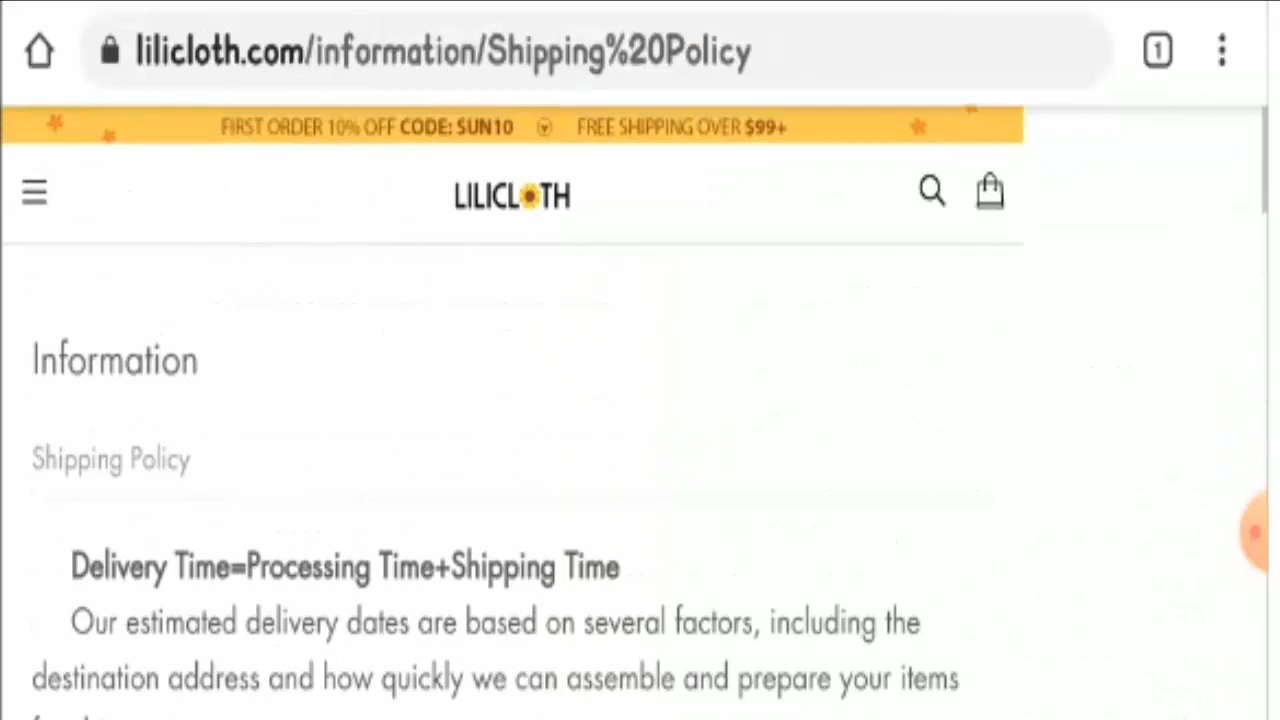 lilicloth.com/information/Shipping%20Policy
1
FIRST ORDER 10% OFF CODE: SUN10 FREE SHIPPING OVER $99+
LILICLOTH
Information
Shipping Policy
Delivery Time=Processing Time+Shipping Time
Our estimated delivery dates are based on several factors, including the
destination address and how quickly we can assemble and prepare your items